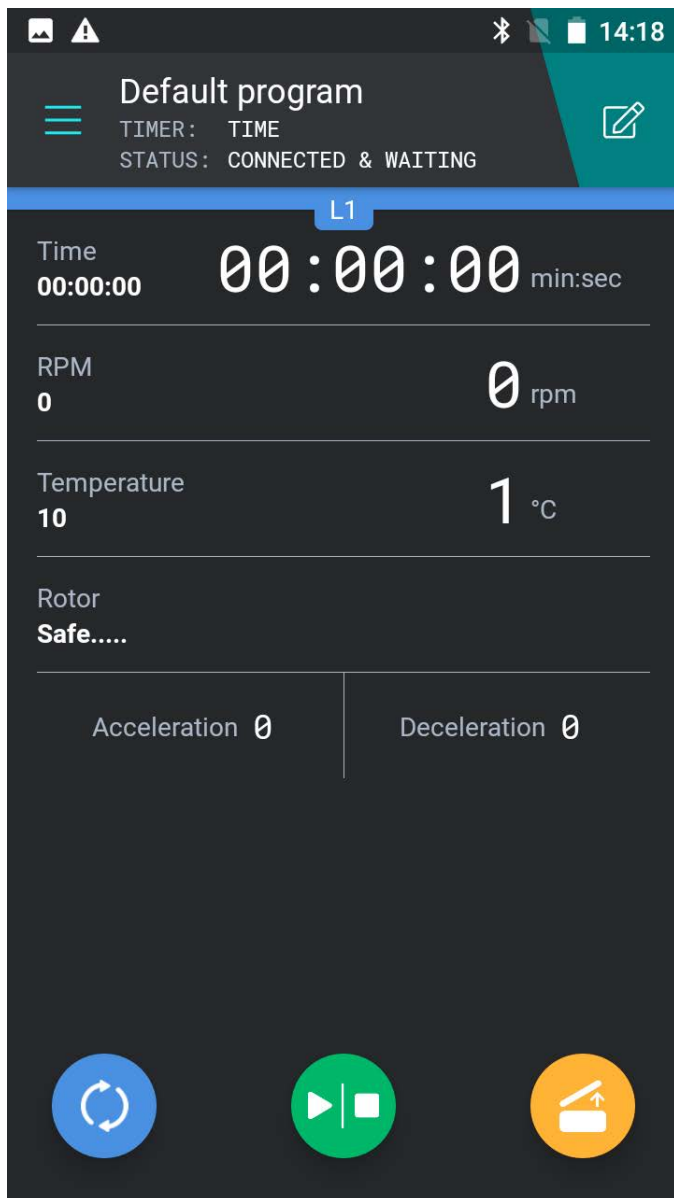 14:18
Default program
TIMER: TIME
STATUS: CONNECTED & WAITING
L1
Time
00:00:00
00:00:00 min:sec
RPM
0
0 rpm
Temperature
10
1 °C
Rotor
Safe.....
Acceleration 0
Deceleration 0